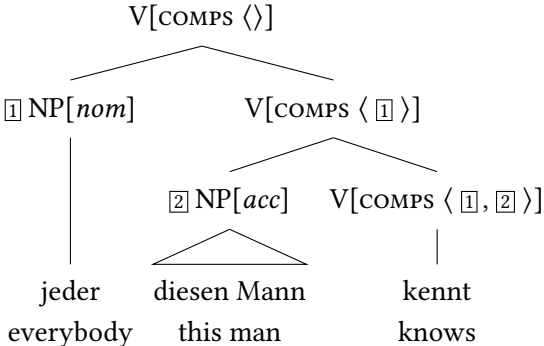 V[COMPS ⟨⟩]
1 NP[nom] V[COMPS ⟨ 1 ⟩]
2 NP[acc] V[COMPS ⟨ 1 , 2 ⟩]
jeder diesen Mann kennt
everybody this man knows